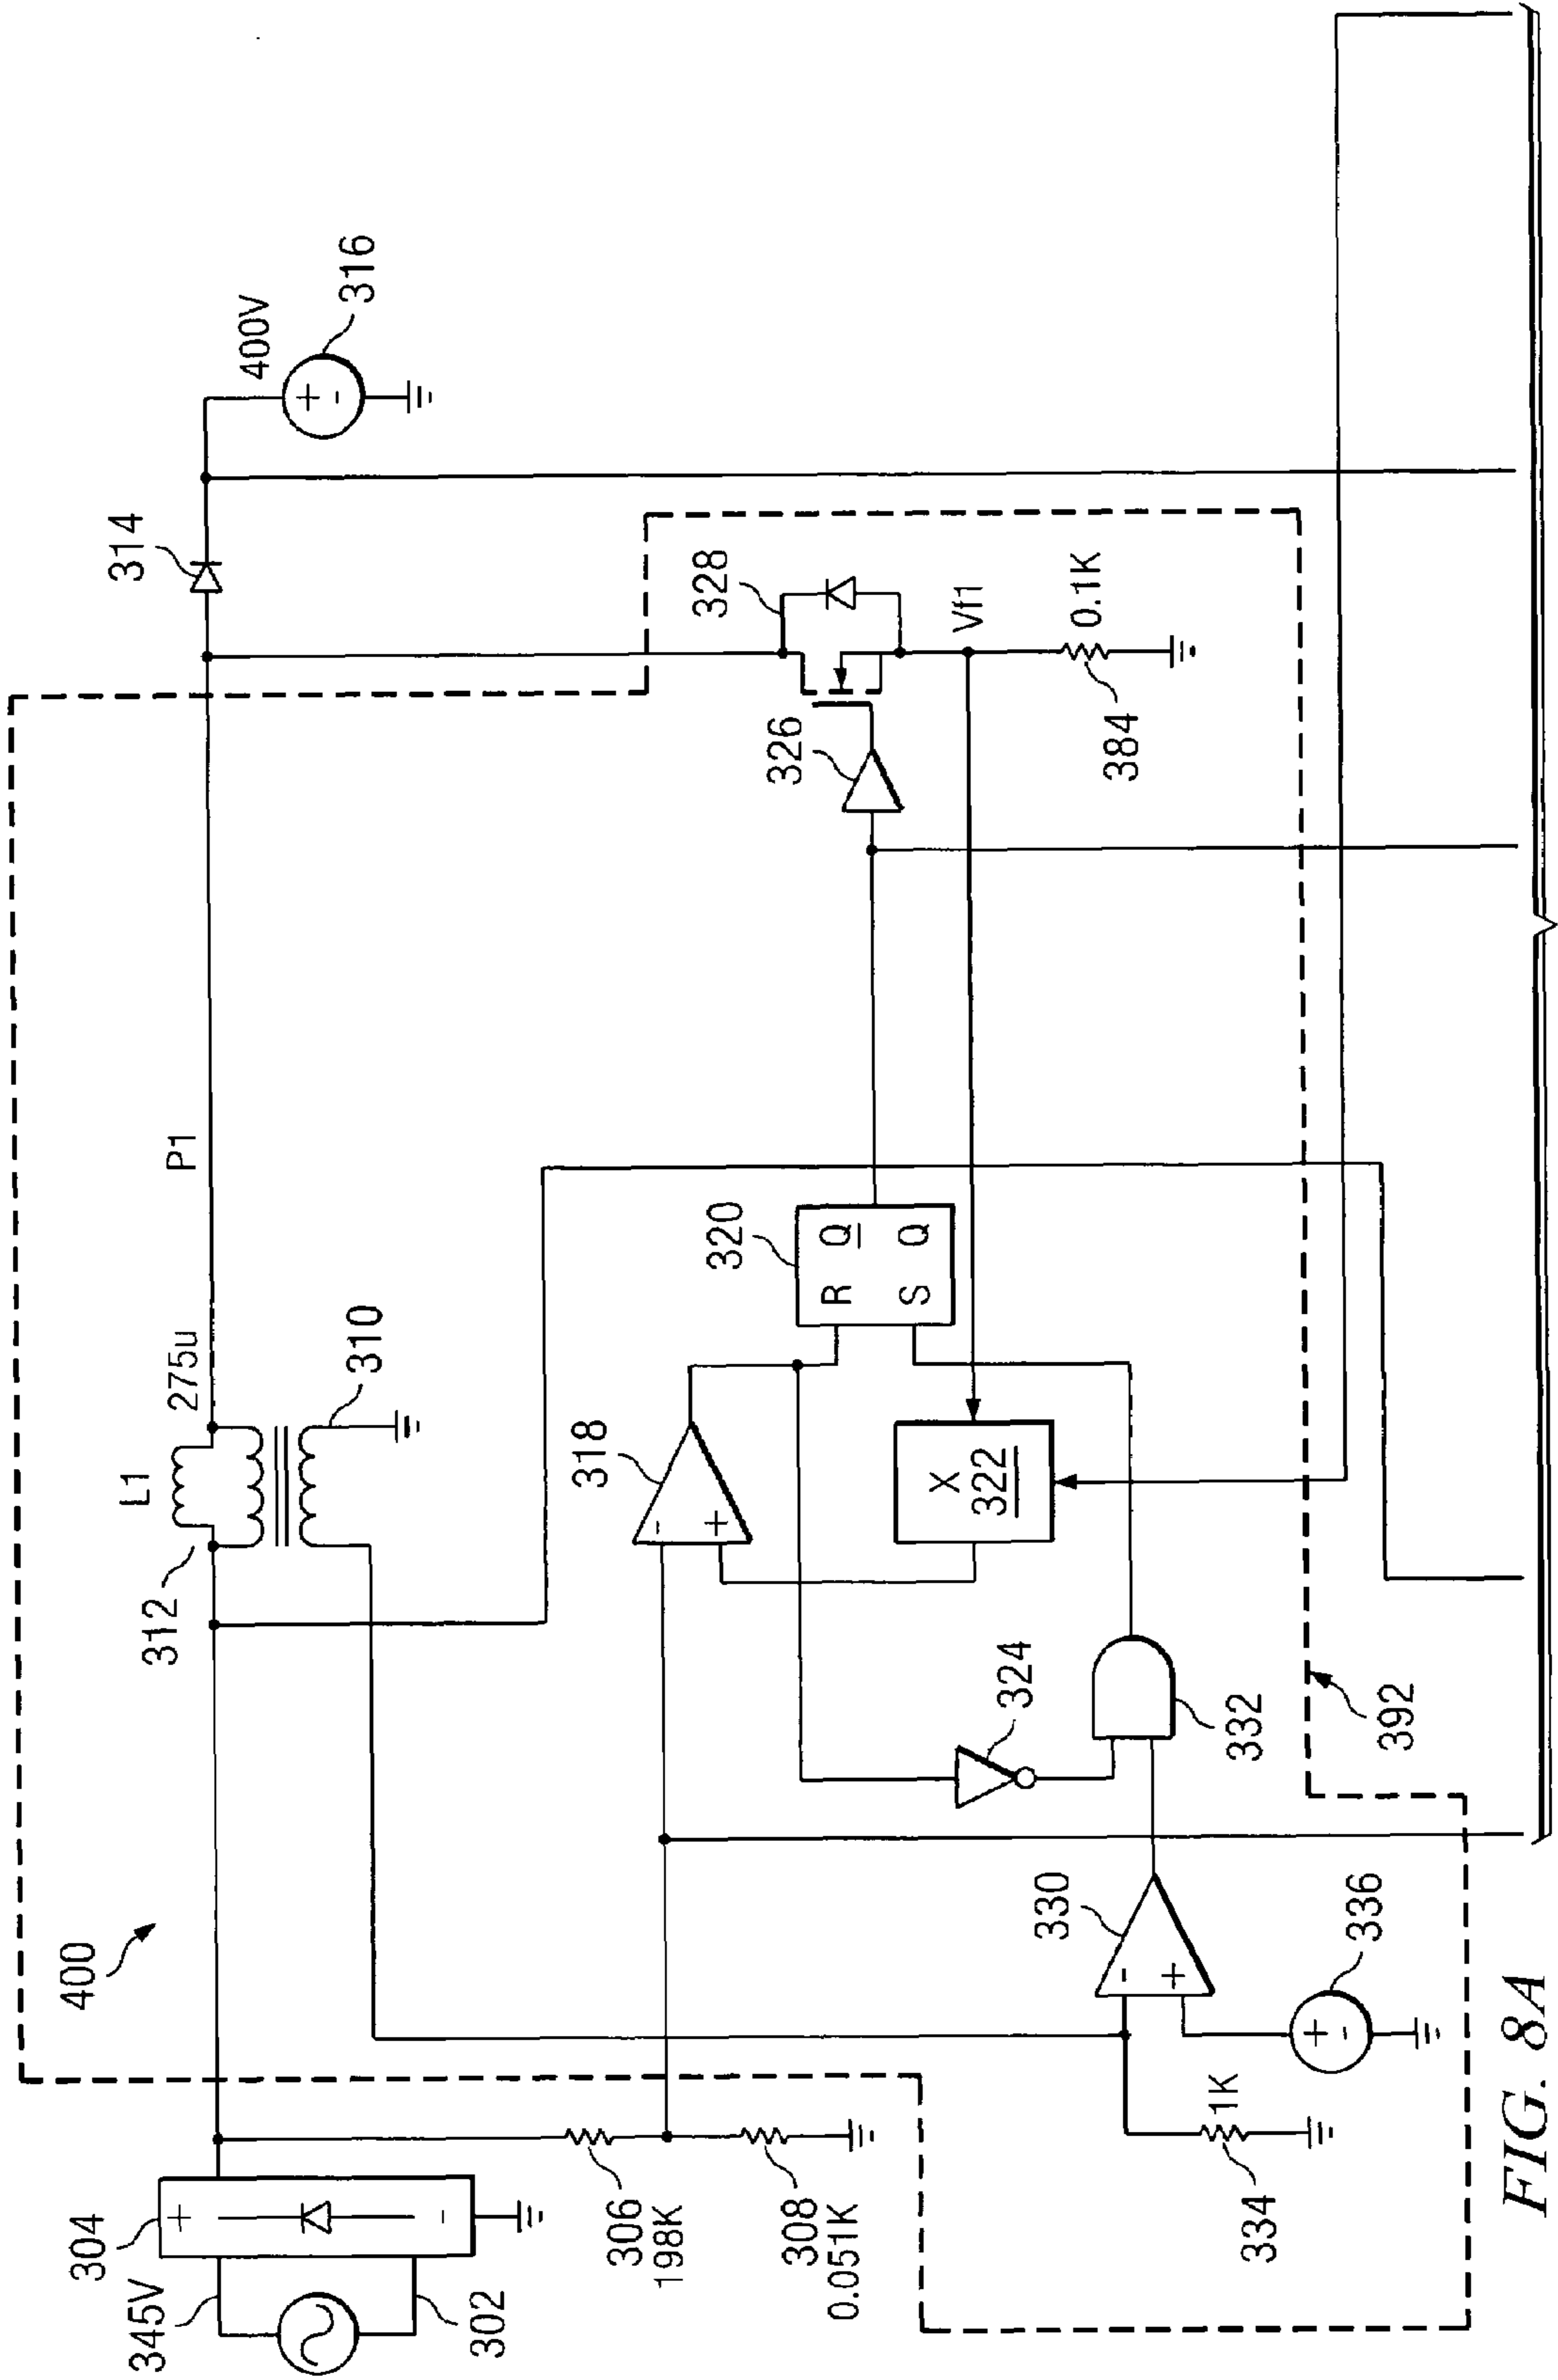 400
345V
304
+
-
302
306
198K
308
0.051K
L1
275u
312
310
P1
314
400V
316
+
-
318
-
+
320
R Q
S Q
X
322
324
326
328
Vf1
0.1K
384
330
-
+
332
334
1K
336
+
-
392
FIG. 8A